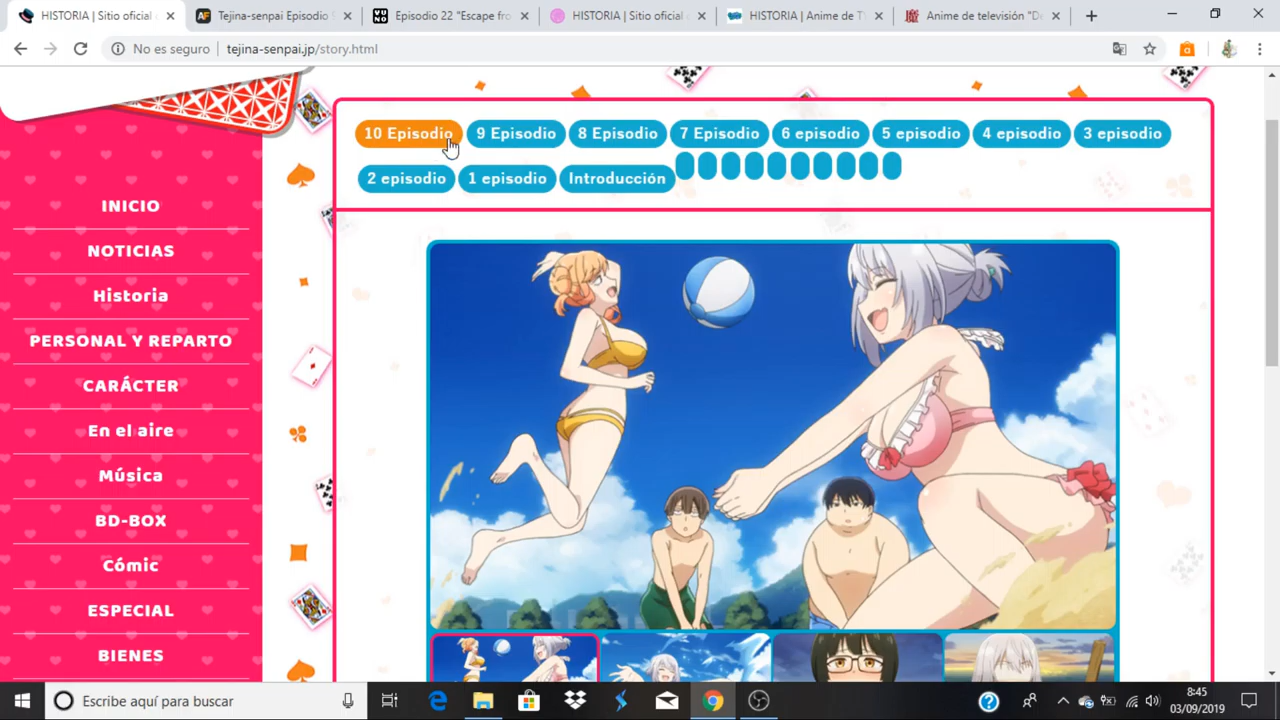 HISTORIA | Sitio oficial
Tejina-senpai Episodio
YU
NO
Episodio 22 "Escape fro
HISTORIA | Sitio oficial
HISTORIA | Anime de T
Anime de televisión "De
No es seguro
tejina-senpai.jp/story.html
10 Episodio
9 Episodio
8 Episodio
7 Episodio
6 episodio
5 episodio
4 episodio
3 episodio
2 episodio
1 episodio
Introducción
INICIO
NOTICIAS
Historia
PERSONAL Y REPARTO
CARÁCTER
En el aire
Música
BD-BOX
Cómic
ESPECIAL
BIENES
Escribe aquí para buscar
8:45
03/09/2019